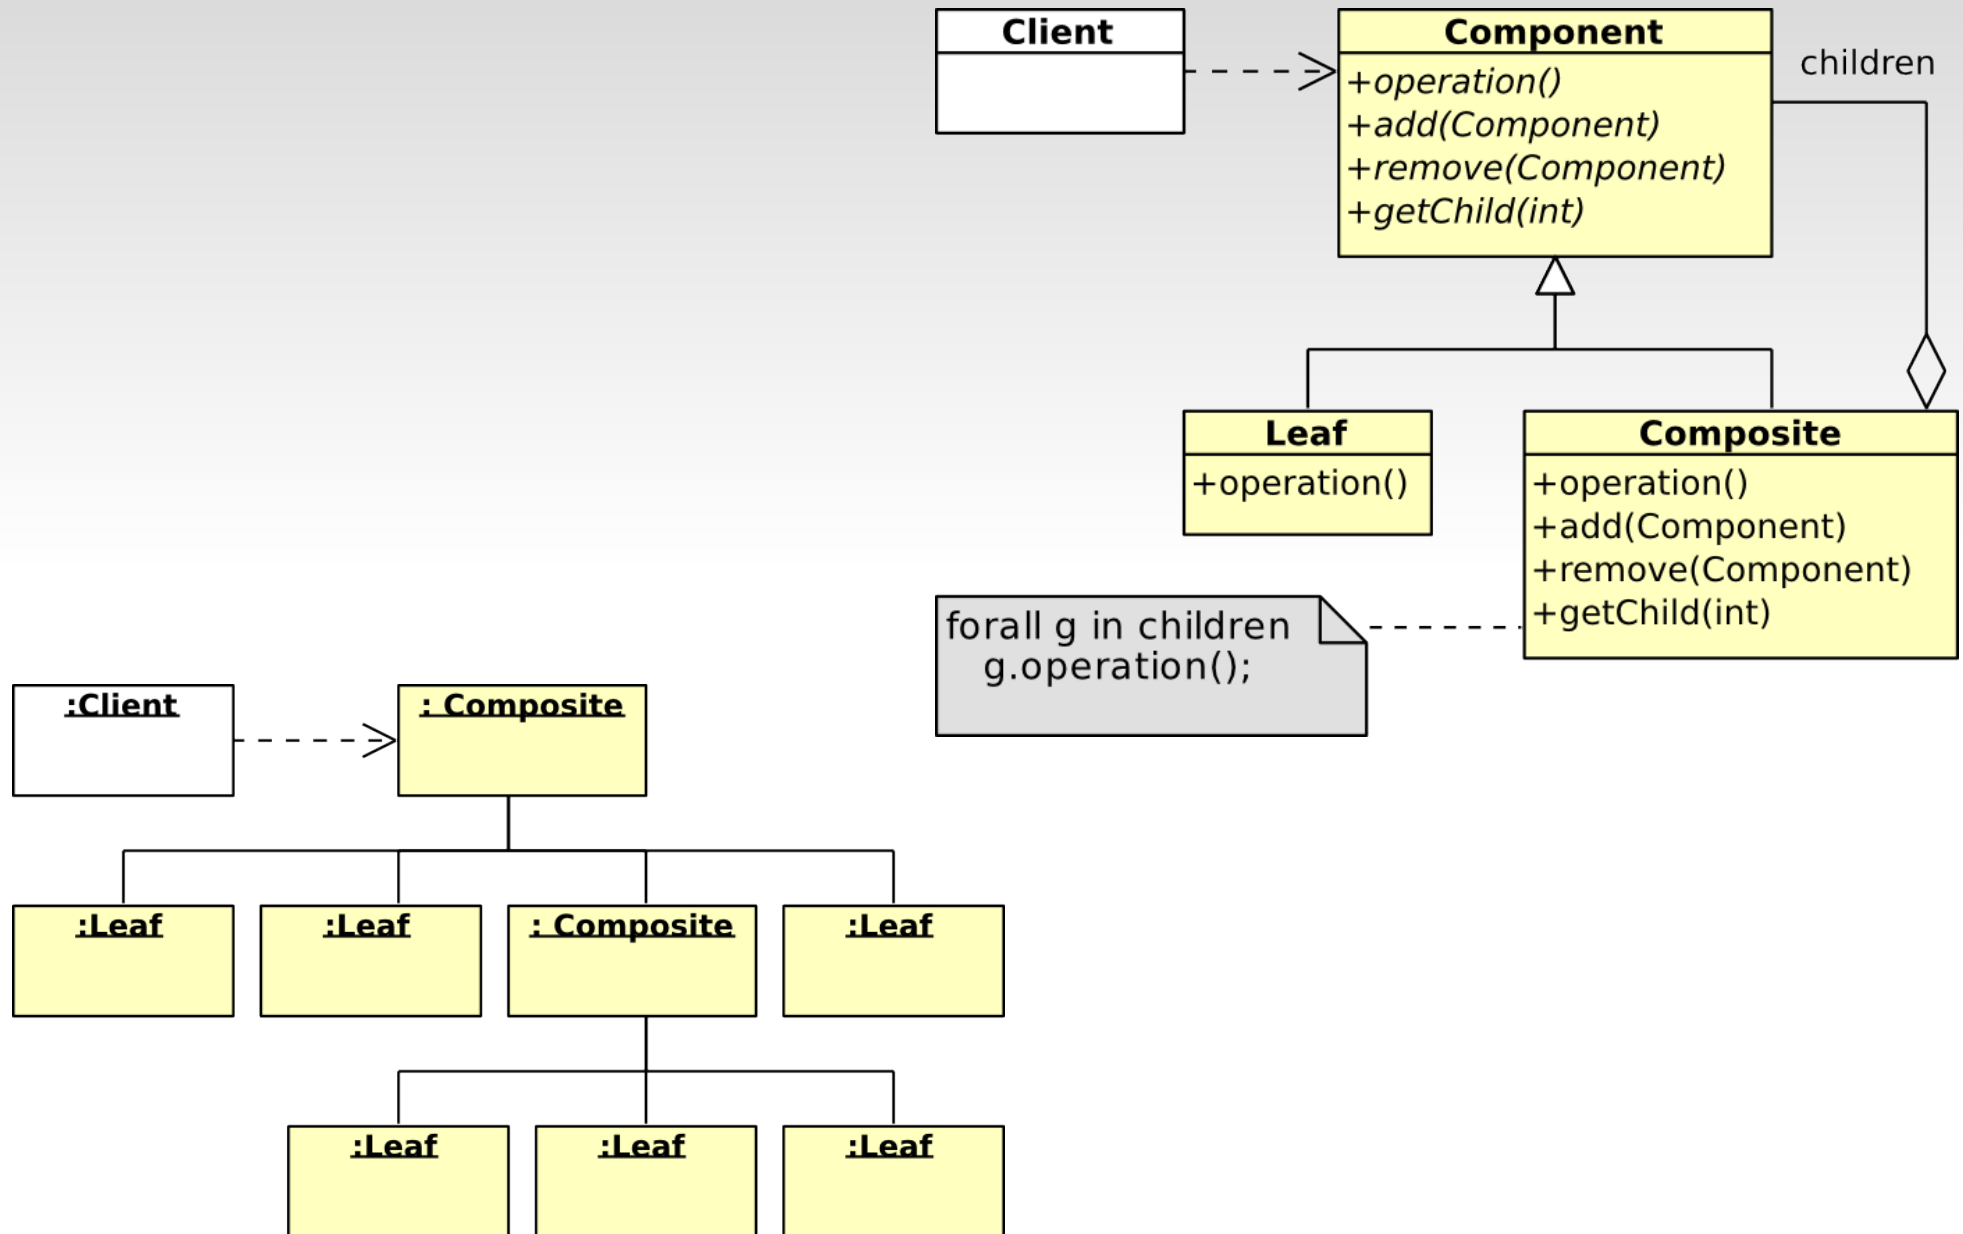 Client
Component
+operation()
+add(Component)
+remove(Component)
+getChild(int)
children
Leaf
+operation()
Composite
+operation()
+add(Component)
+remove(Component)
+getChild(int)
forall g in children
g.operation();
:Client
: Composite
:Leaf
:Leaf
: Composite
:Leaf
:Leaf
:Leaf
:Leaf